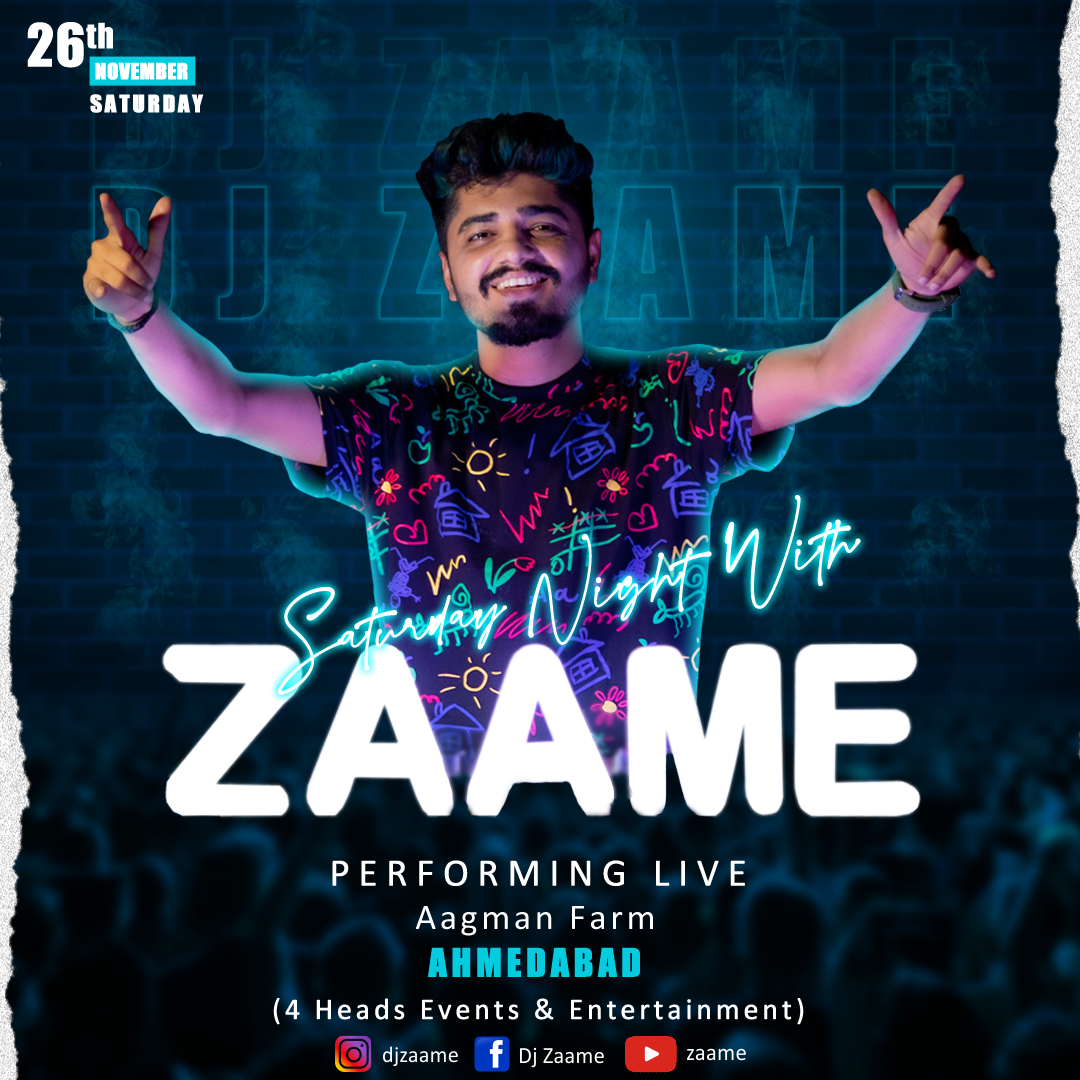 26th
NOVEMBER
SATURDAY
DJ ZAAME
DJ ZAAME
Saturday Night With
ZAAME
PERFORMING LIVE
Aagman Farm
AHMEDABAD
(4 Heads Events & Entertainment)
djzaame Dj Zaame zaame